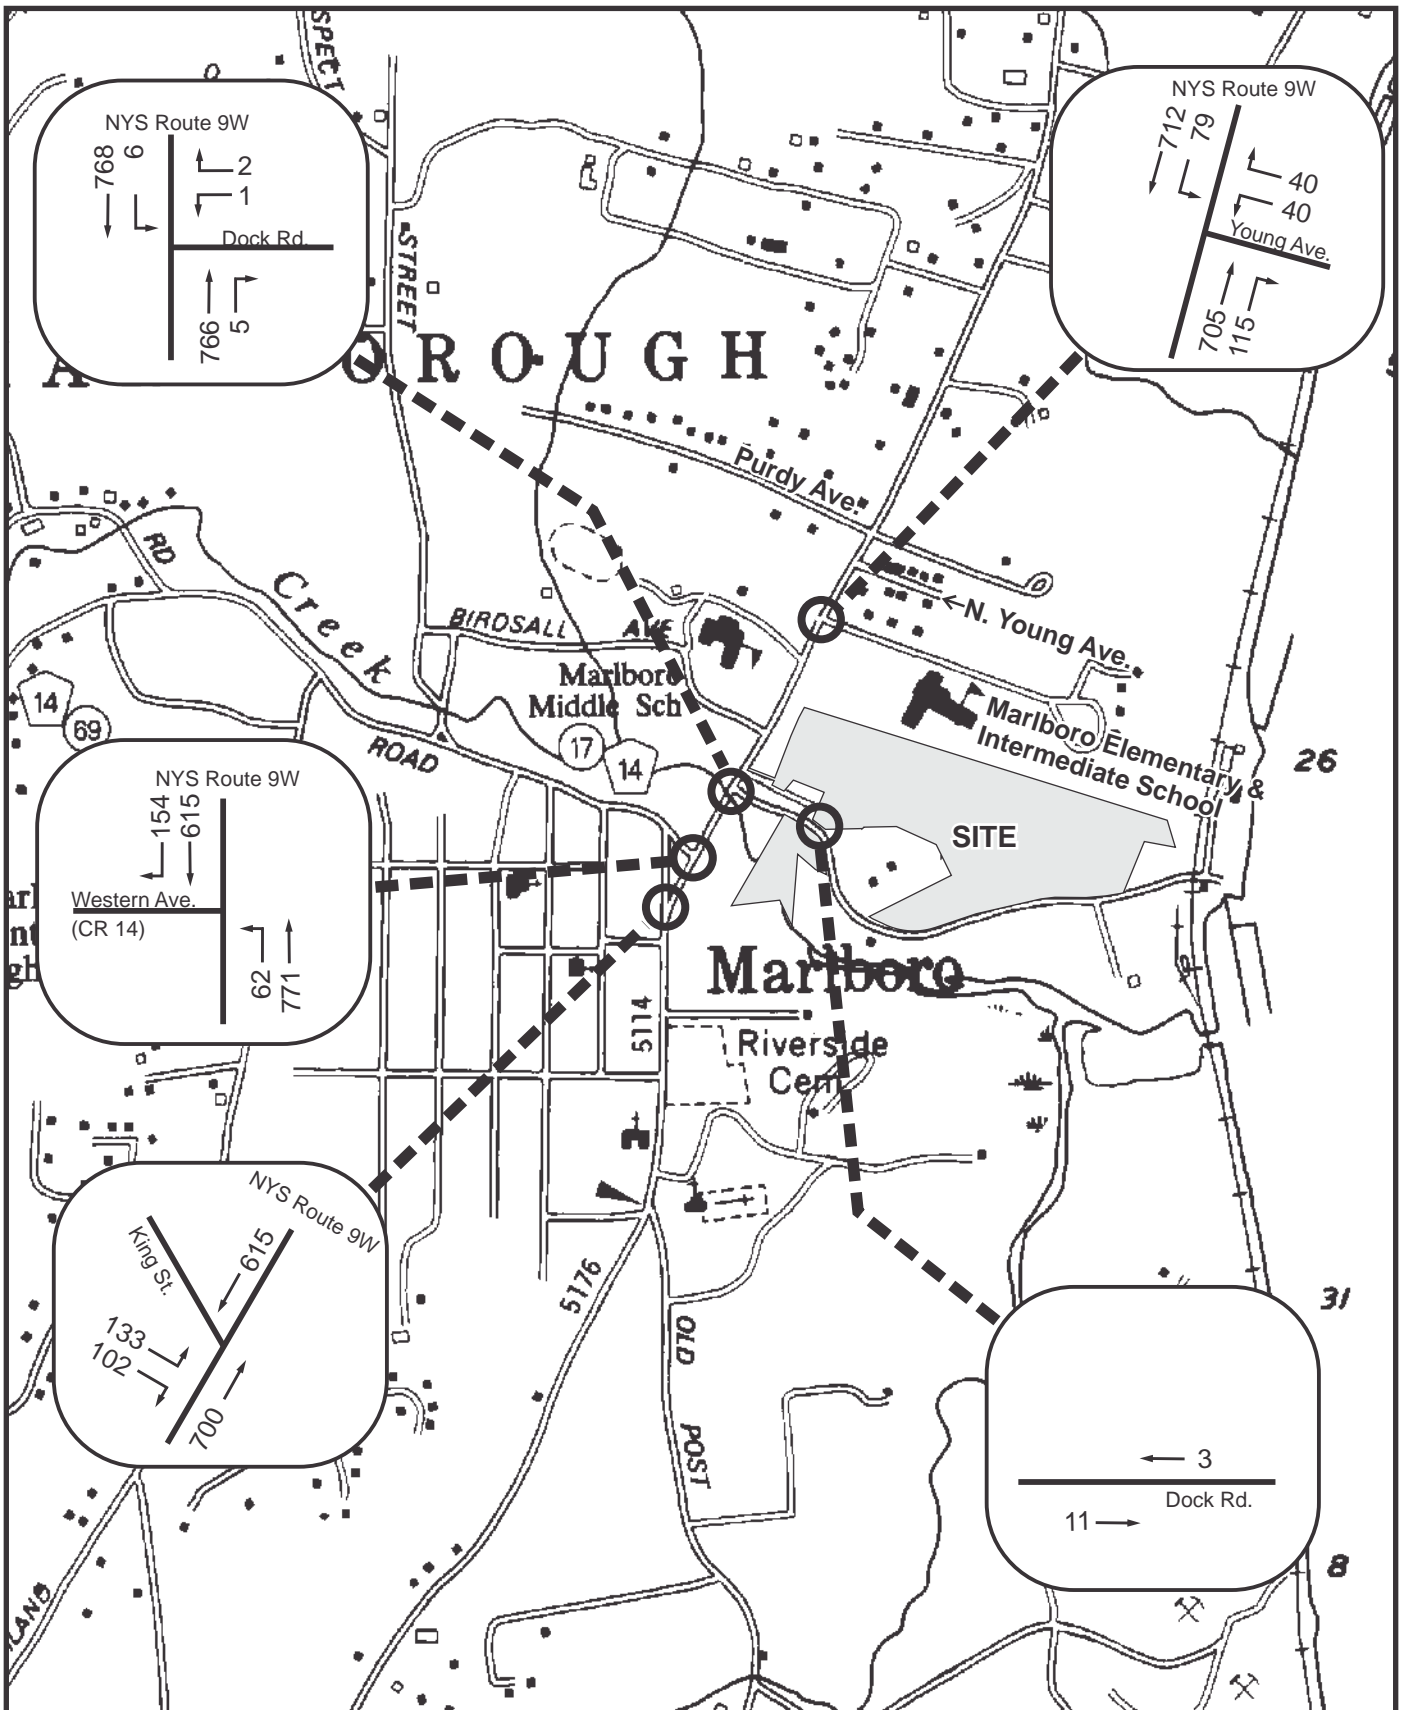 SPECT
NYS Route 9W
768
6
2
1
Dock Rd.
766
5
NYS Route 9W
712
79
40
40
Young Ave.
705
115
STREET
A
OROUGH
Purdy Ave.
RD
Creek
BIRDSALL AVE
N. Young Ave.
Marlboro
Middle Sch
14
69
17
14
ROAD
Marlboro Elementary &
Intermediate School
26
SITE
NYS Route 9W
154
615
Western Ave.
(CR 14)
62
771
Marlboro
5114
Riverside
Cem
NYS Route 9W
King St.
615
133
102
700
5176
OLD
POST
31
3
Dock Rd.
11
8